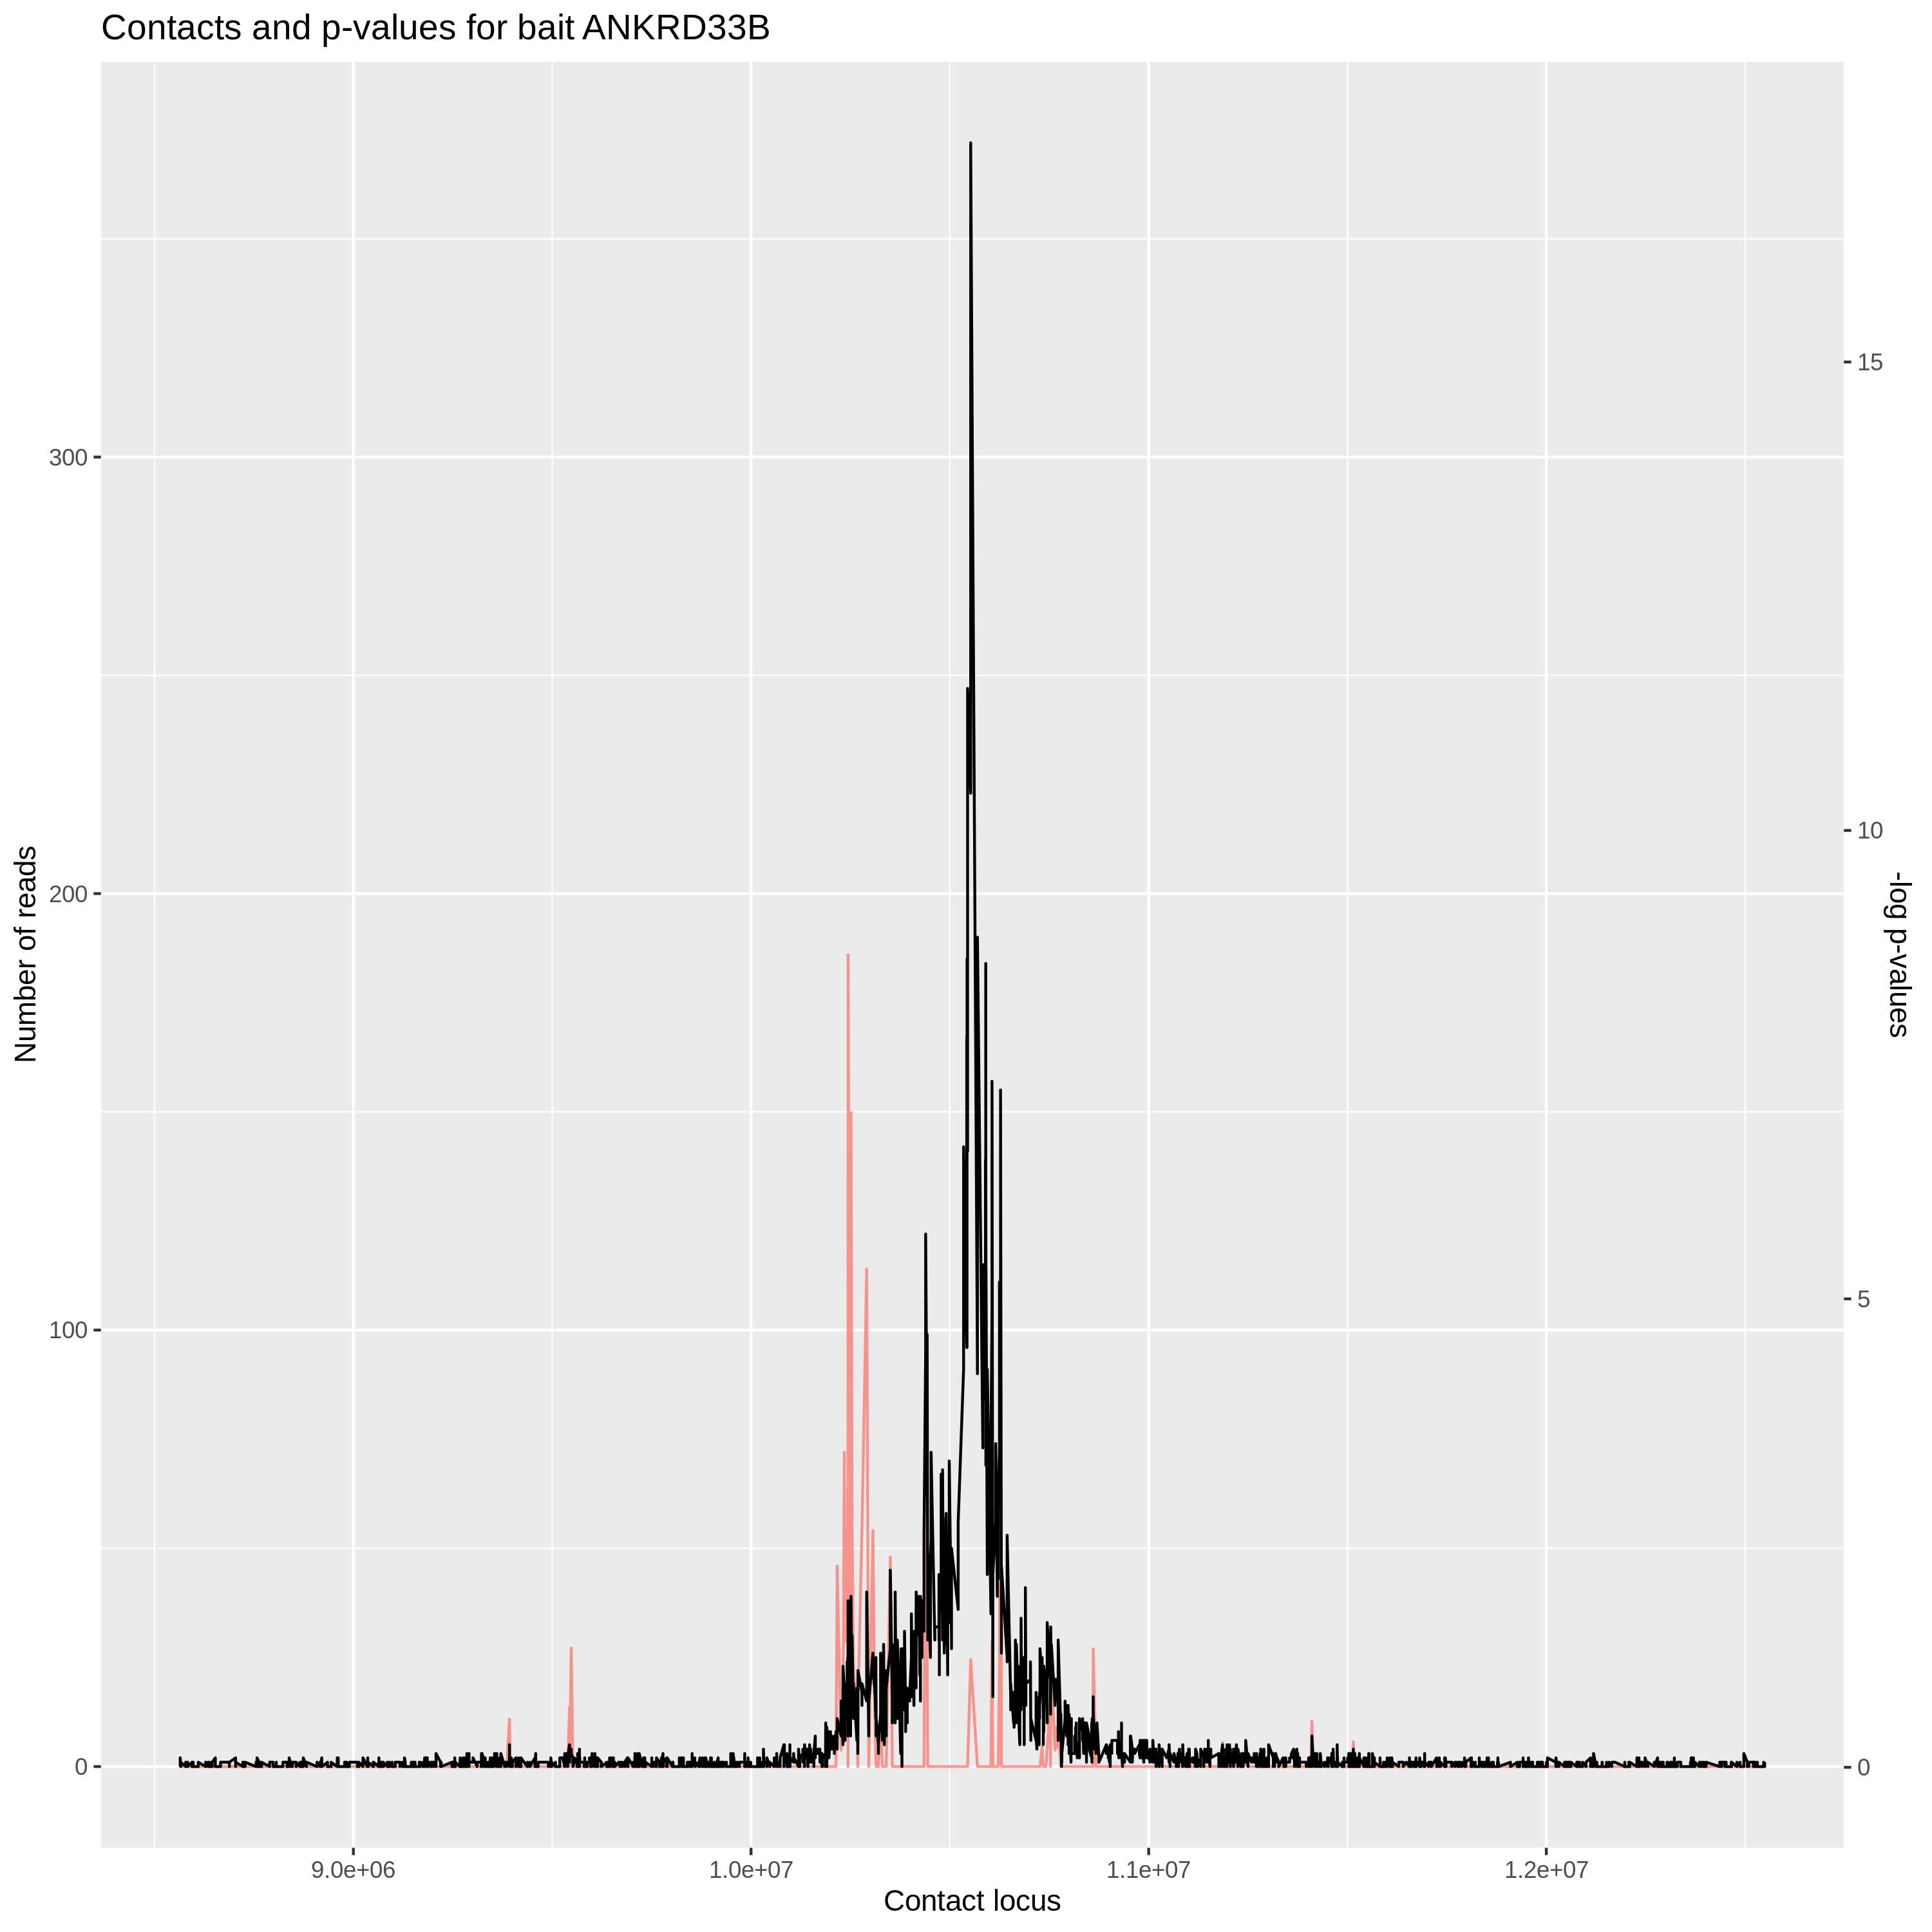 Contacts and p-values for bait ANKRD33B
Number of reads
300
200
100
0
15
10
5
0
-log p-values
9.0e+06
1.0e+07
1.1e+07
1.2e+07
Contact locus